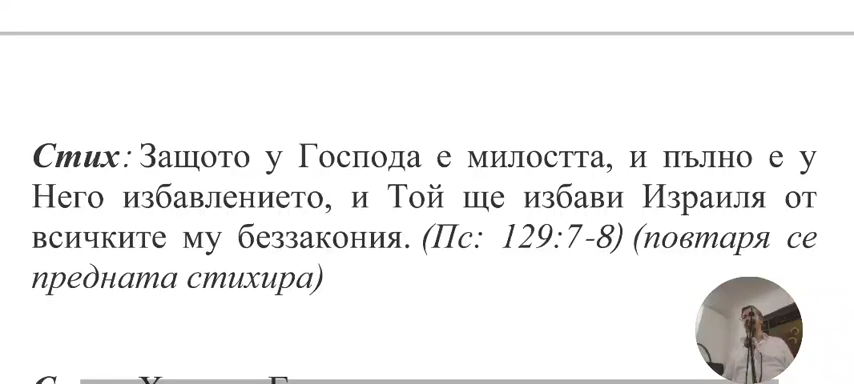 Стих: Защото у Господа е милостта, и пълно е у
Него избавлението, и Той ще избави Израиля от
всичките му беззакония. (Пс: 129:7-8) (повтаря се
предната стихира)